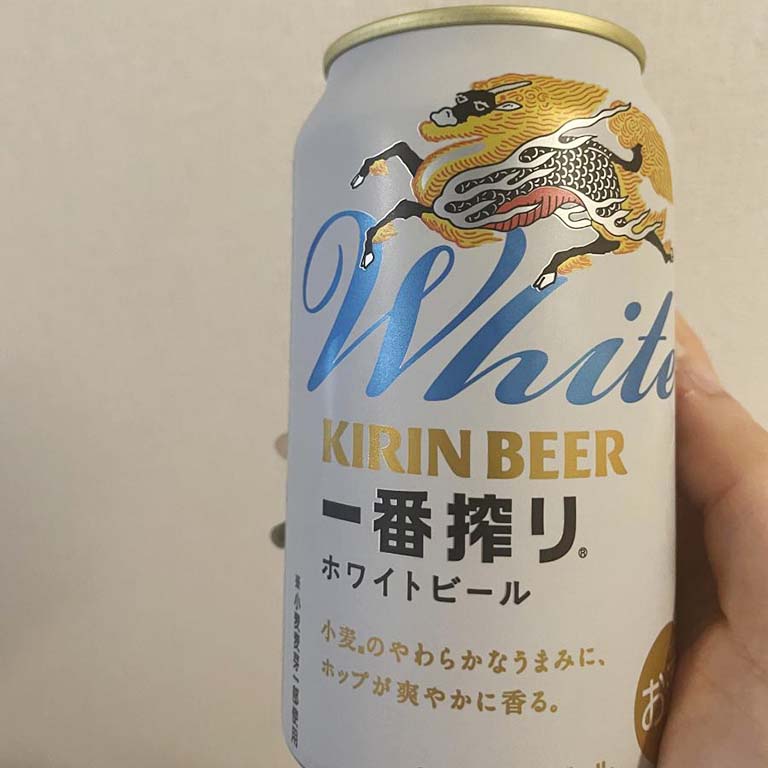 White
KIRIN BEER
一番搾り®
ホワイトビール
小麦※のやわらかなうまみに、
ホップが爽やかに香る。
お